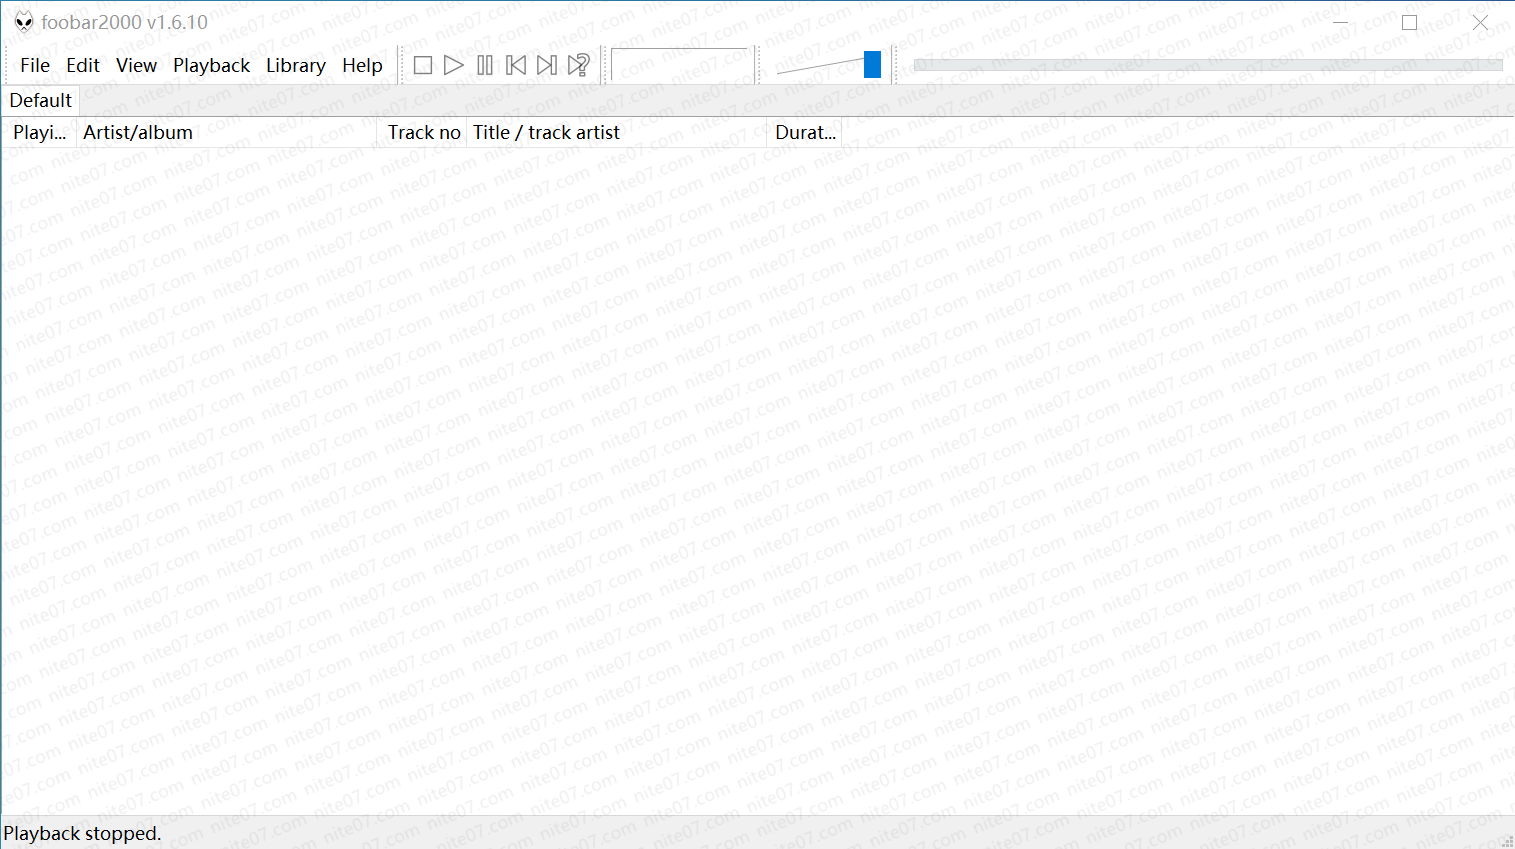 foobar2000 v1.6.10
File Edit View Playback Library Help
Default
Playi... Artist/album Track no Title / track artist Durat...
nite07.com
Playback stopped.